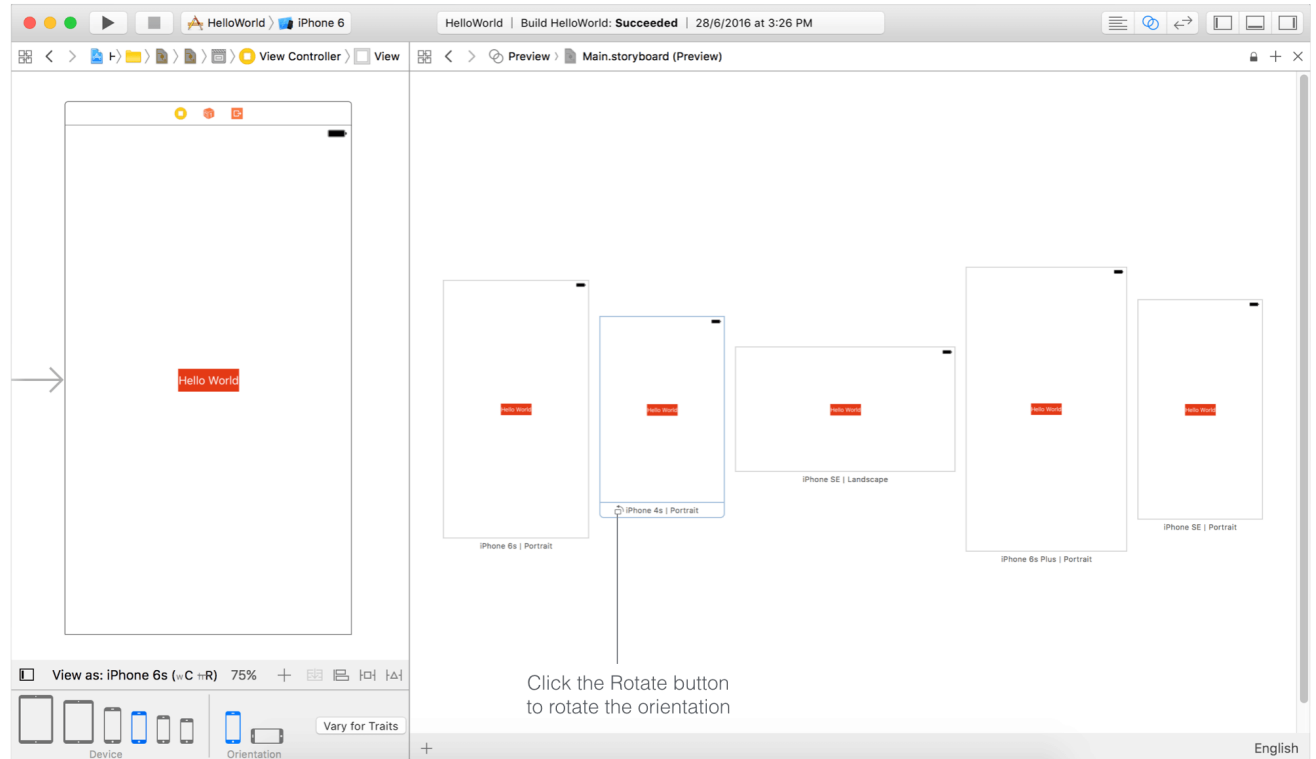 HelloWorld iPhone 6
HelloWorld | Build HelloWorld: Succeeded | 28/6/2016 at 3:26 PM
View Controller View
Preview Main.storyboard (Preview)
Hello World
Hello World
Hello World
Hello World
Hello World
Hello World
iPhone SE | Landscape
iPhone 4s | Portrait
iPhone SE | Portrait
iPhone 6s | Portrait
iPhone 6s Plus | Portrait
View as: iPhone 6s (wC hR) 75%
Click the Rotate button
to rotate the orientation
Vary for Traits
Device Orientation
English